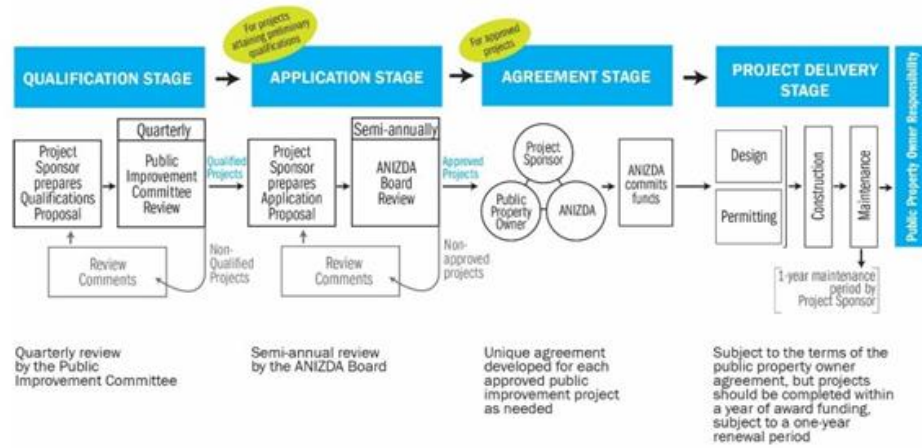 For projects
attaining preliminary
qualifications
For approved
projects
QUALIFICATION STAGE
APPLICATION STAGE
AGREEMENT STAGE
PROJECT DELIVERY
STAGE
Public Property Owner Responsibility
Project
Sponsor
prepares
Qualifications
Proposal
Quarterly
Public
Improvement
Committee
Review
Qualified
Projects
Non-
Qualified
Projects
Review
Comments
Project
Sponsor
prepares
Application
Proposal
Semi-annually
ANIZDA
Board
Review
Approved
Projects
Non-
approved
projects
Review
Comments
Project
Sponsor
Public
Property
Owner
ANIZDA
ANIZDA
commits
funds
Design
Permitting
Construction
Maintenance
1-year maintenance
period by
Project Sponsor
Quarterly review
by the Public
Improvement Committee
Semi-annual review
by the ANIZDA Board
Unique agreement
developed for each
approved public
improvement project
as needed
Subject to the terms of the
public property owner
agreement, but projects
should be completed within
a year of award funding,
subject to a one-year
renewal period